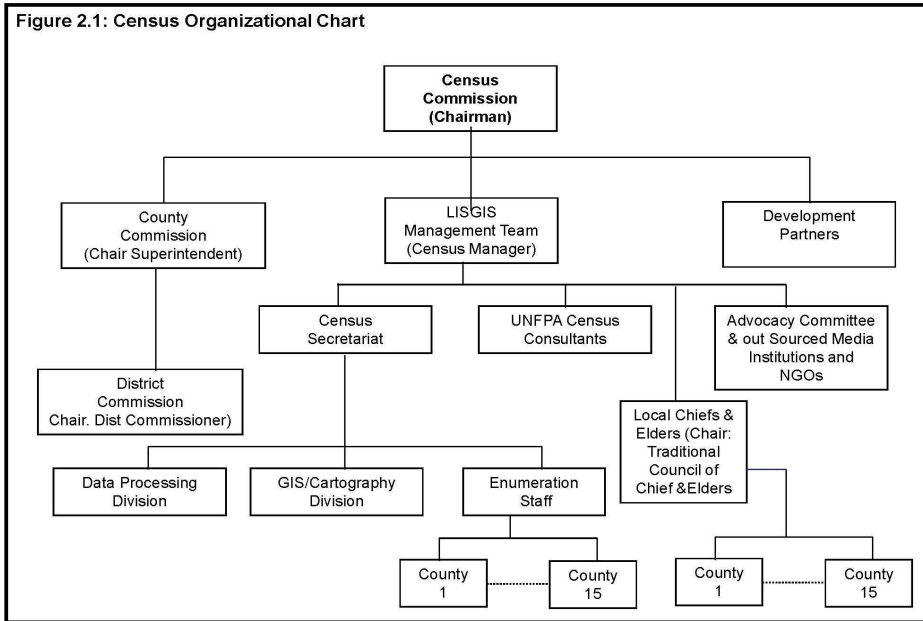 Figure 2.1: Census Organizational Chart
Census
Commission
(Chairman)
County
Commission
(Chair Superintendent)
LISGIS
Management Team
(Census Manager)
Development
Partners
Census
Secretariat
UNFPA Census
Consultants
Advocacy Committee
& out Sourced Media
Institutions and
NGOs
District
Commission
Chair. Dist Commissioner)
Local Chiefs &
Elders (Chair:
Traditional
Council of
Chief &Elders
Data Processing
Division
GIS/Cartography
Division
Enumeration
Staff
County
1
County
15
County
1
County
15